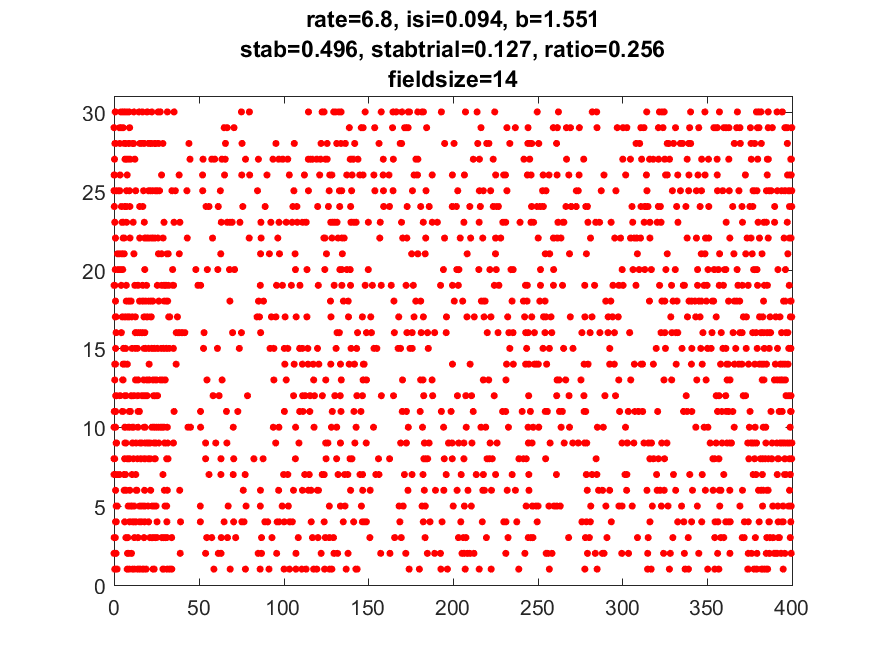 rate=6.8, isi=0.094, b=1.551
stab=0.496, stabtrial=0.127, ratio=0.256
fieldsize=14
30
25
20
15
10
5
0
0 50 100 150 200 250 300 350 400